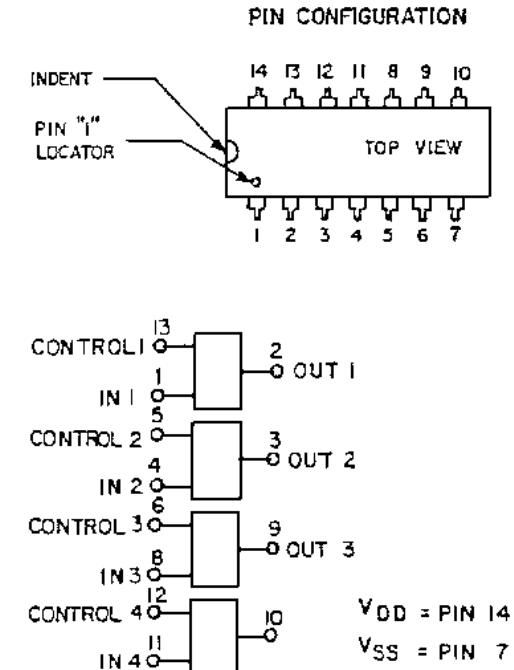 PIN CONFIGURATION
14 13 12 11 8 9 10
INDENT
PIN "1"
LOCATOR
TOP VIEW
1 2 3 4 5 6 7
13
CONTROL 1
2
OUT 1
1
IN 1
5
CONTROL 2
3
OUT 2
4
IN 2
6
CONTROL 3
9
OUT 3
8
IN 3
12
CONTROL 4
10
11
IN 4
VDD = PIN 14
VSS = PIN 7